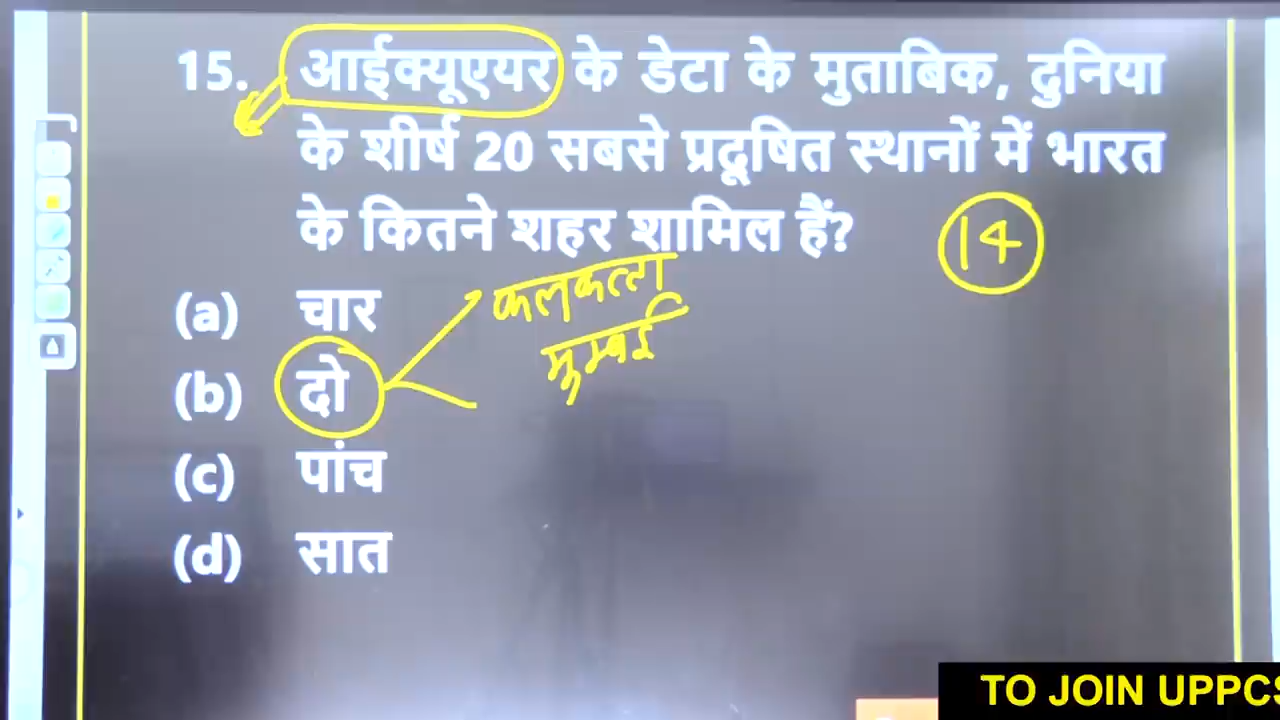 15. आईक्यूएयर के डेटा के मुताबिक, दुनिया
के शीर्ष 20 सबसे प्रदूषित स्थानों में भारत
के कितने शहर शामिल हैं?
14
(a) चार
कलकत्ता
मुम्बई
(b) दो
(c) पांच
(d) सात
TO JOIN UPPCS